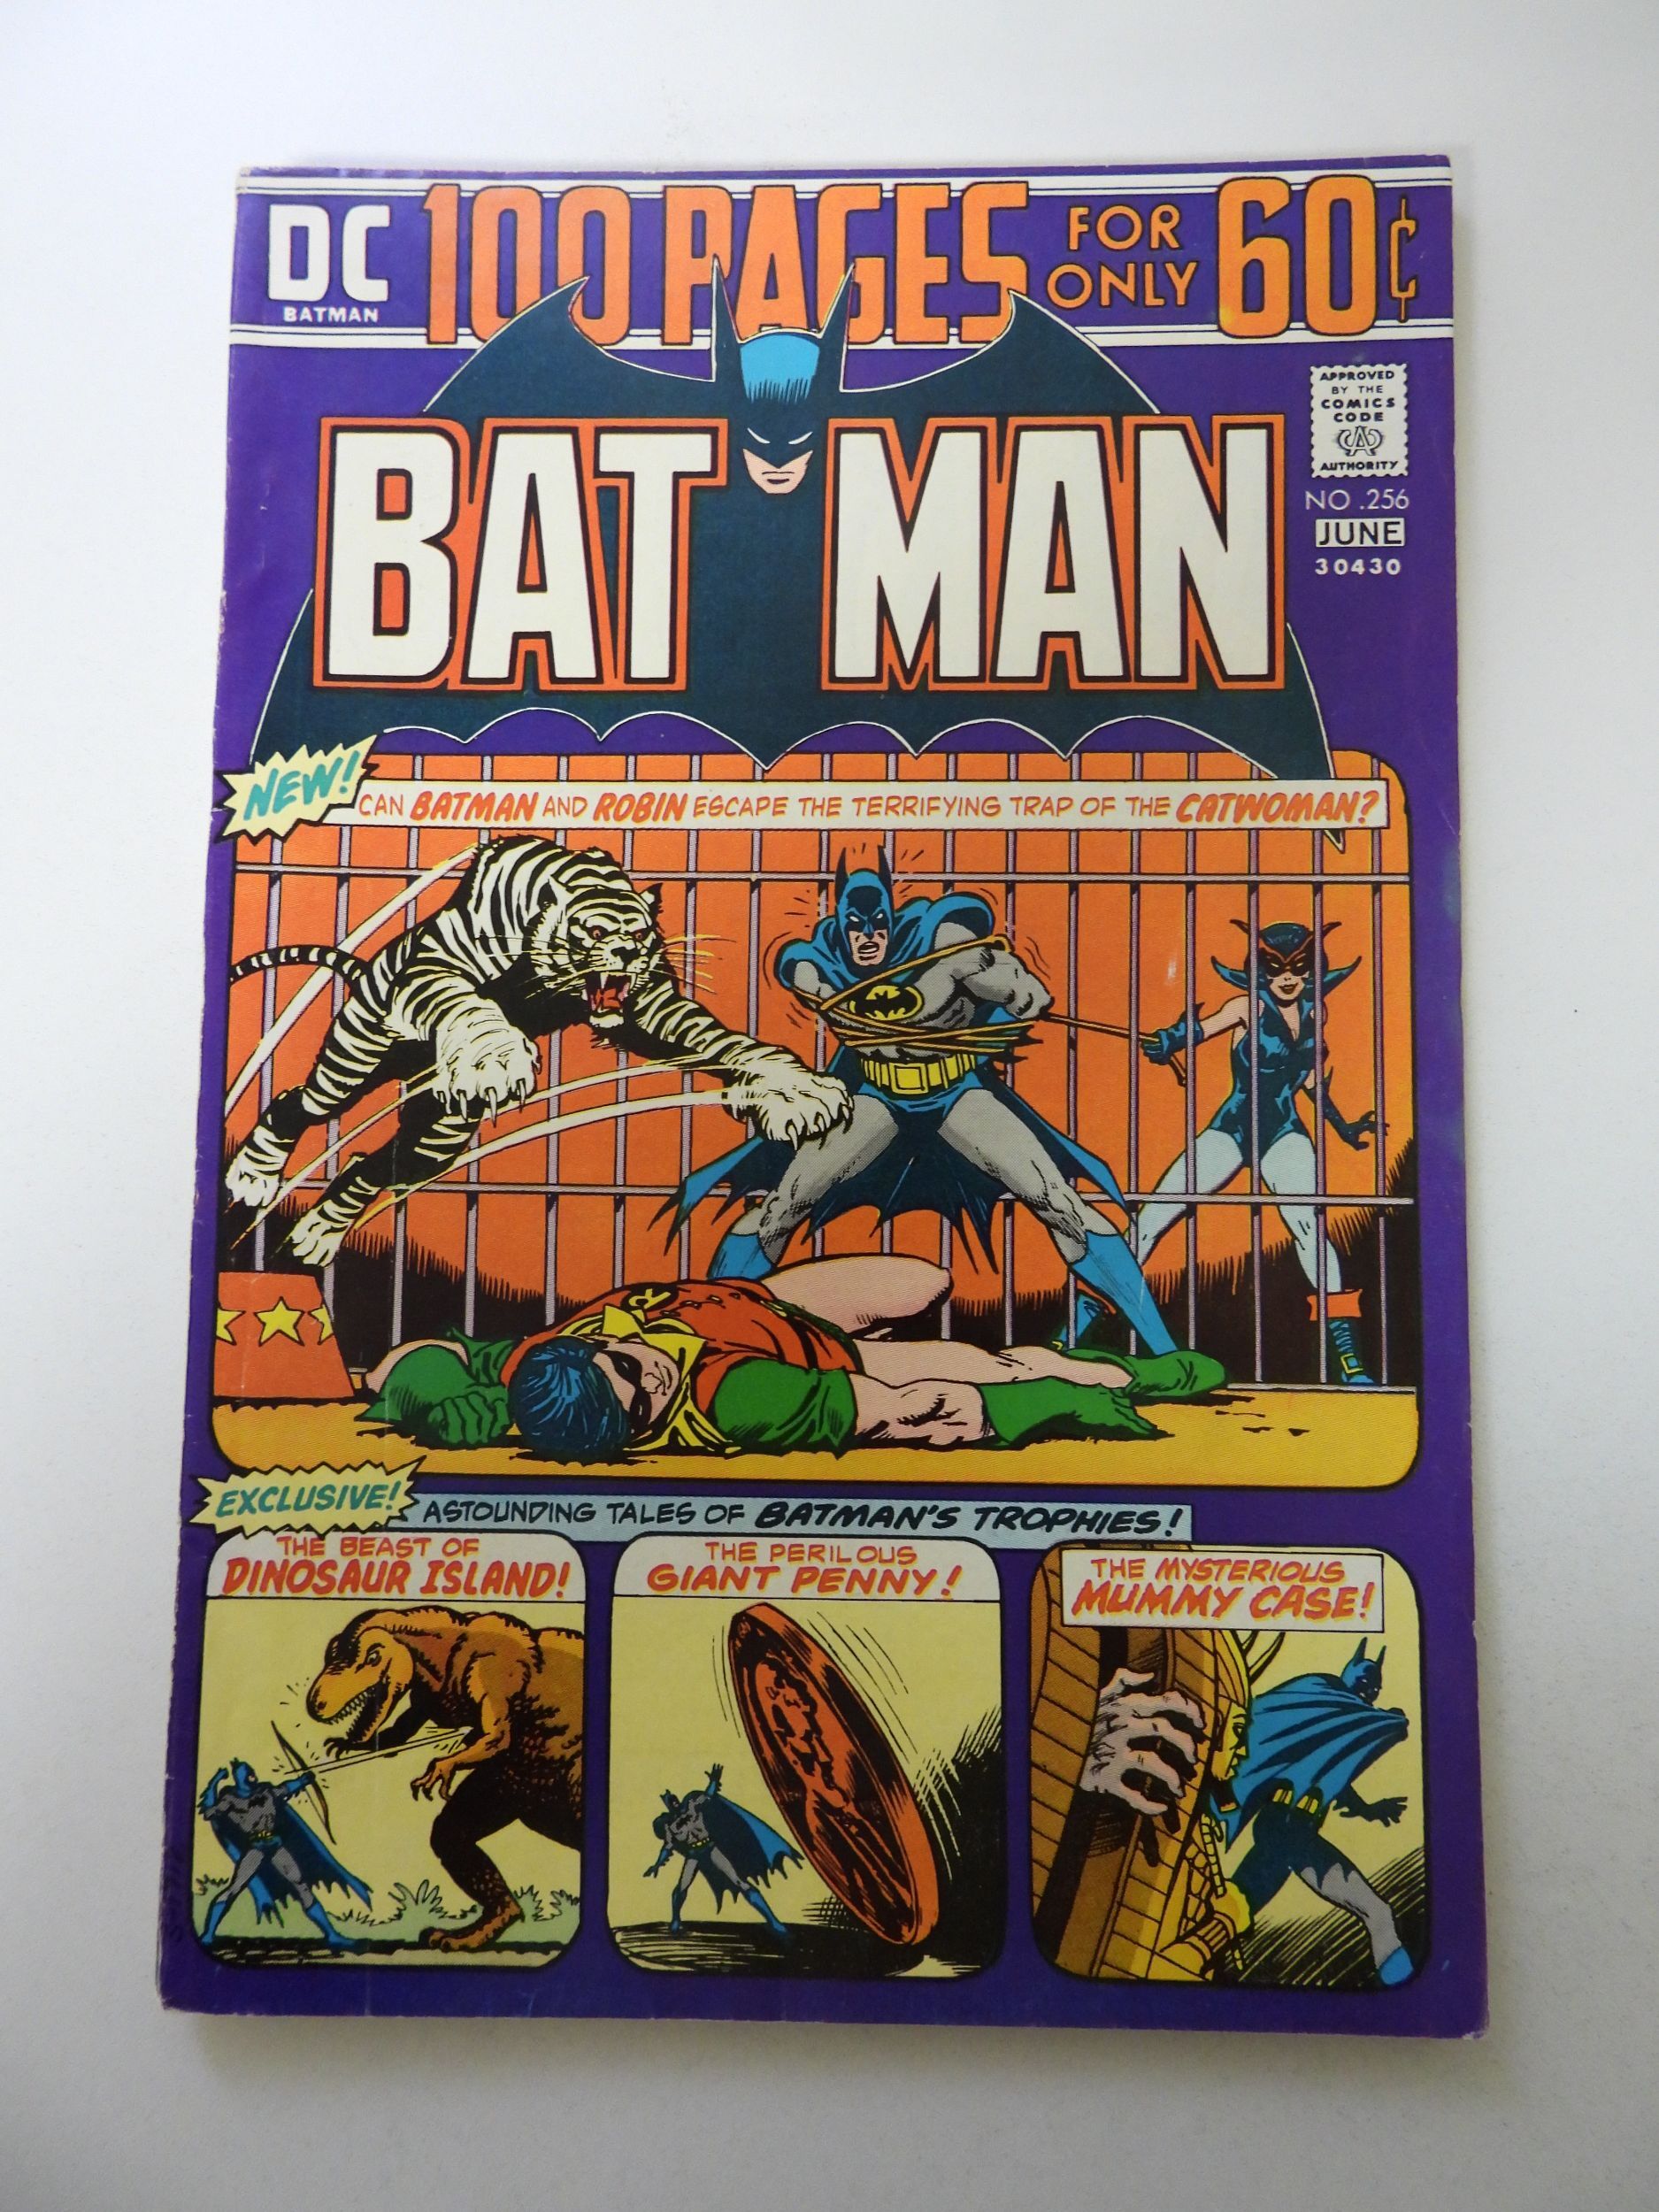 DC
BATMAN
100 PAGES FOR ONLY 60¢
APPROVED
BY THE
COMICS
CODE
CA
AUTHORITY
BATMAN
NO .256
JUNE
30430
NEW!
CAN BATMAN AND ROBIN ESCAPE THE TERRIFYING TRAP OF THE CATWOMAN?
R
EXCLUSIVE!
ASTOUNDING TALES OF BATMAN'S TROPHIES!
THE BEAST OF
DINOSAUR ISLAND!
THE PERILOUS
GIANT PENNY!
THE MYSTERIOUS
MUMMY CASE!